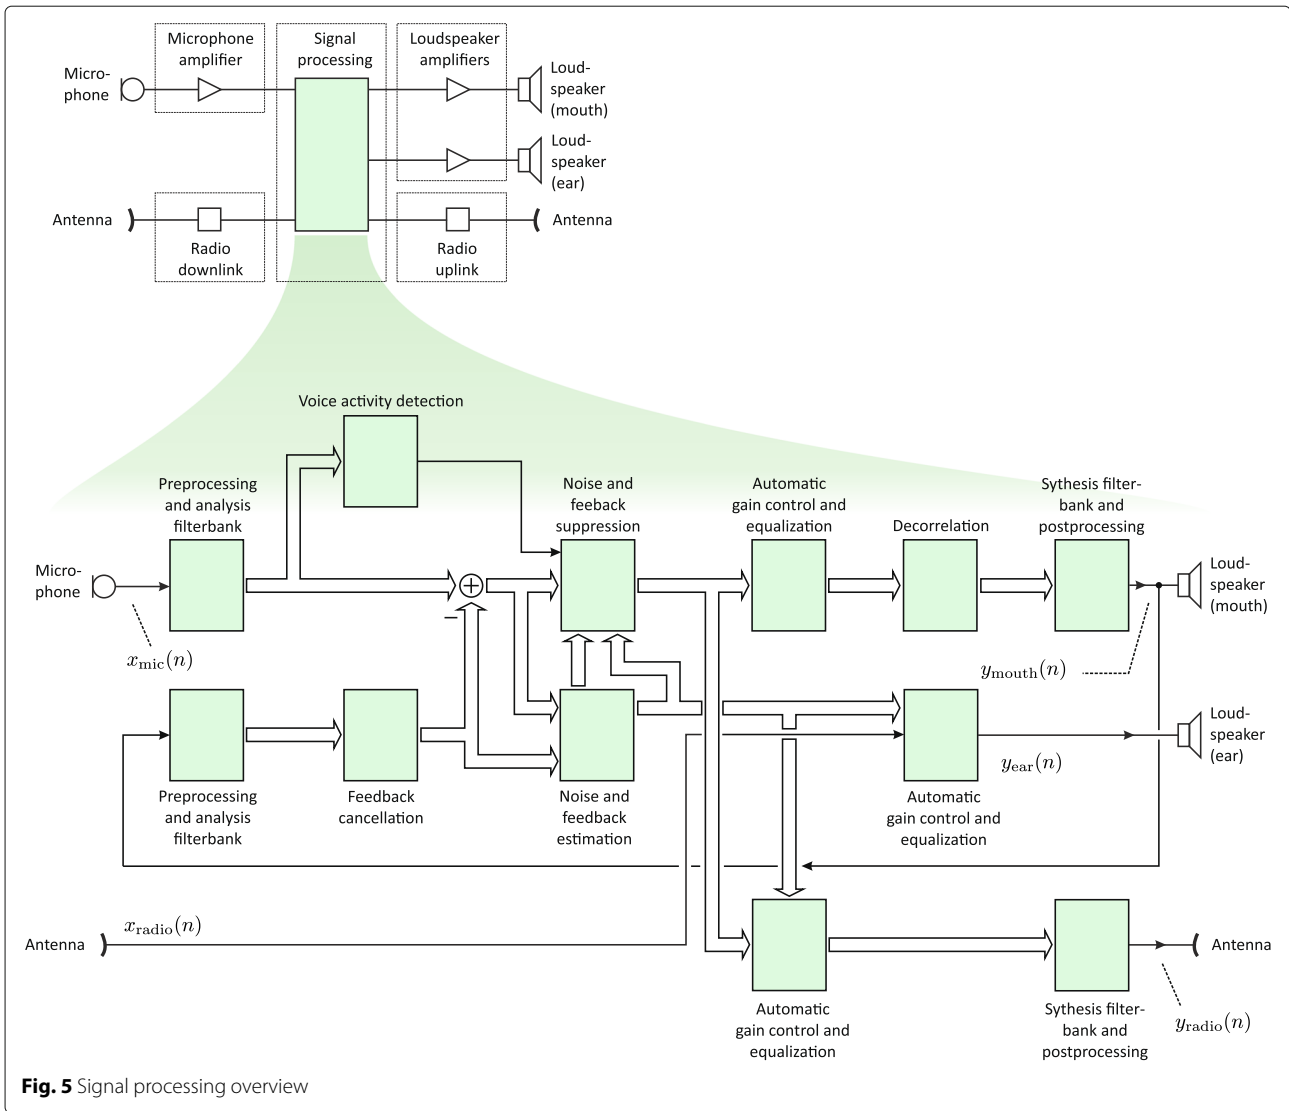 Microphone
amplifier
Signal
processing
Loudspeaker
amplifiers
Micro-
phone
Loud-
speaker
(mouth)
Loud-
speaker
(ear)
Antenna
Antenna
Radio
downlink
Radio
uplink
Voice activity detection
Preprocessing
and analysis
filterbank
Noise and
feeback
suppression
Automatic
gain control and
equalization
Decorrelation
Sythesis filter-
bank and
postprocessing
Micro-
phone
Loud-
speaker
(mouth)
+
−
x_mic(n)
y_mouth(n)
Loud-
speaker
(ear)
y_ear(n)
Preprocessing
and analysis
filterbank
Feedback
cancellation
Noise and
feedback
estimation
Automatic
gain control and
equalization
x_radio(n)
Antenna
Antenna
Automatic
gain control and
equalization
Sythesis filter-
bank and
postprocessing
y_radio(n)
Fig. 5 Signal processing overview